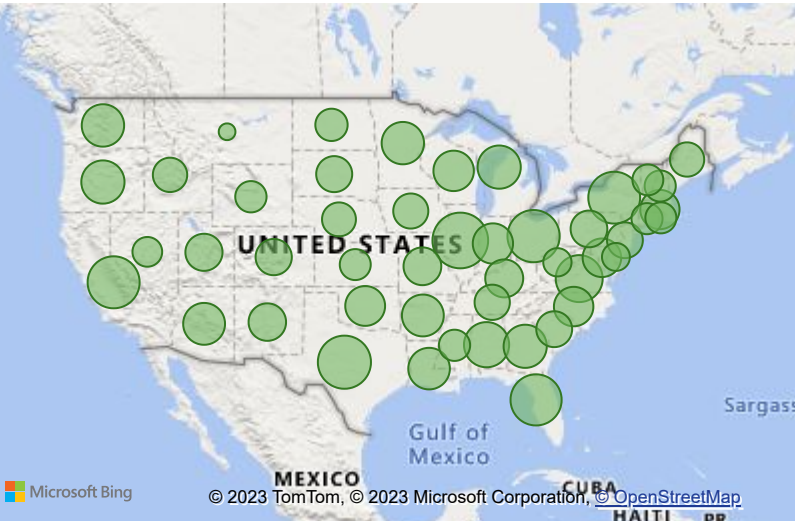 UNITED STATES
Sargass
Gulf of
Mexico
MEXICO
CUBA
HAITI
PR
Microsoft Bing
© 2023 TomTom, © 2023 Microsoft Corporation, © OpenStreetMap